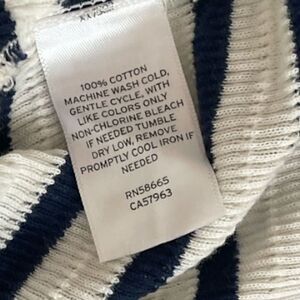 100% COTTON
MACHINE WASH COLD,
GENTLE CYCLE, WITH
LIKE COLORS ONLY
NON-CHLORINE BLEACH
IF NEEDED TUMBLE
DRY LOW, REMOVE
PROMPTLY COOL IRON IF
NEEDED
RN58665
CA57963